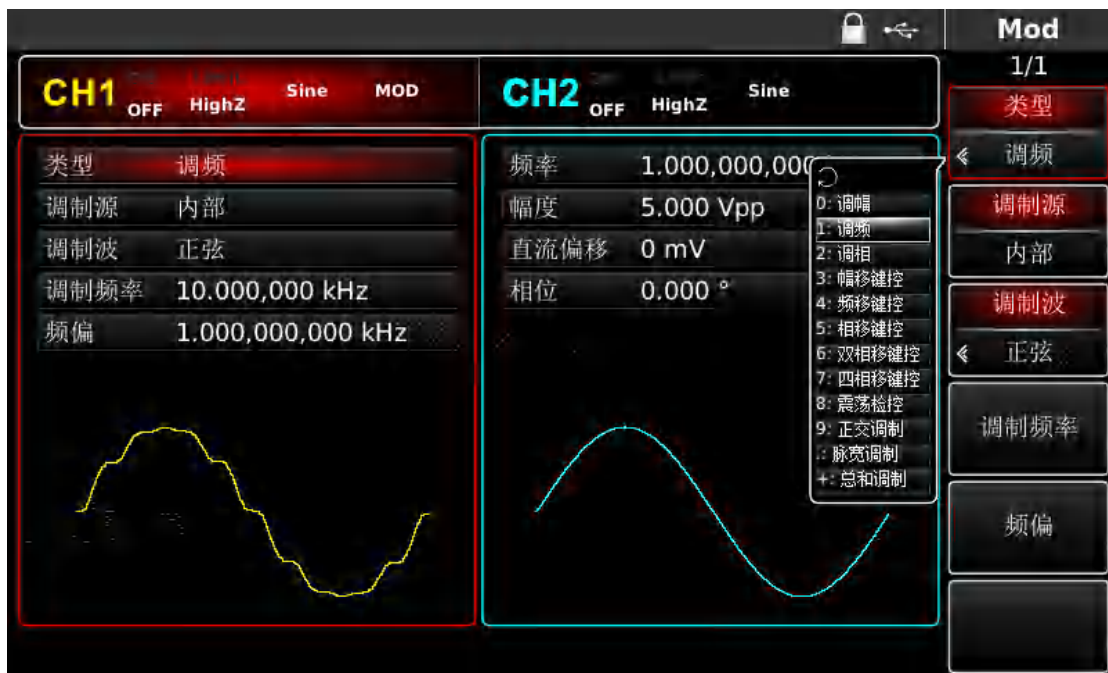 Mod
1/1
CH1 OFF HighZ Sine MOD
CH2 OFF HighZ Sine
类型 调频
调制源 内部
调制波 正弦
调制频率 10.000,000 kHz
频偏 1.000,000,000 kHz
频率 1.000,000,000
幅度 5.000 Vpp
直流偏移 0 mV
相位 0.000 °
0: 调幅
1: 调频
2: 调相
3: 幅移键控
4: 频移键控
5: 相移键控
6: 双相移键控
7: 四相移键控
8: 震荡检控
9: 正交调制
.: 脉宽调制
+: 总和调制
类型
调频
调制源
内部
调制波
正弦
调制频率
频偏